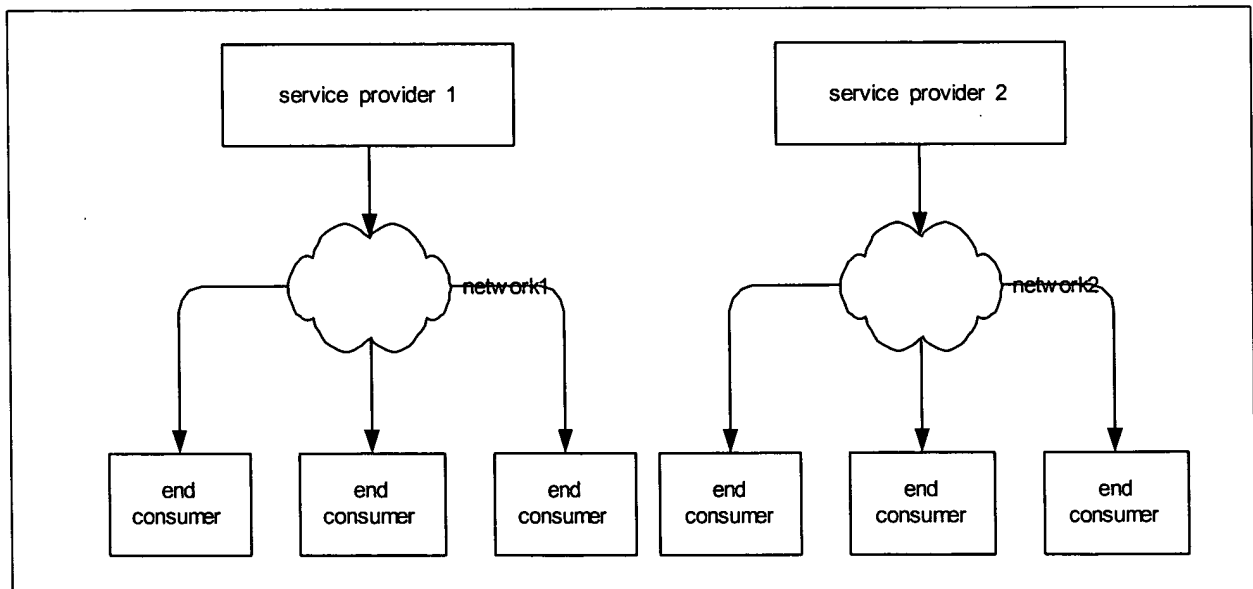 service provider 1
service provider 2
network1
network2
end
consumer
end
consumer
end
consumer
end
consumer
end
consumer
end
consumer